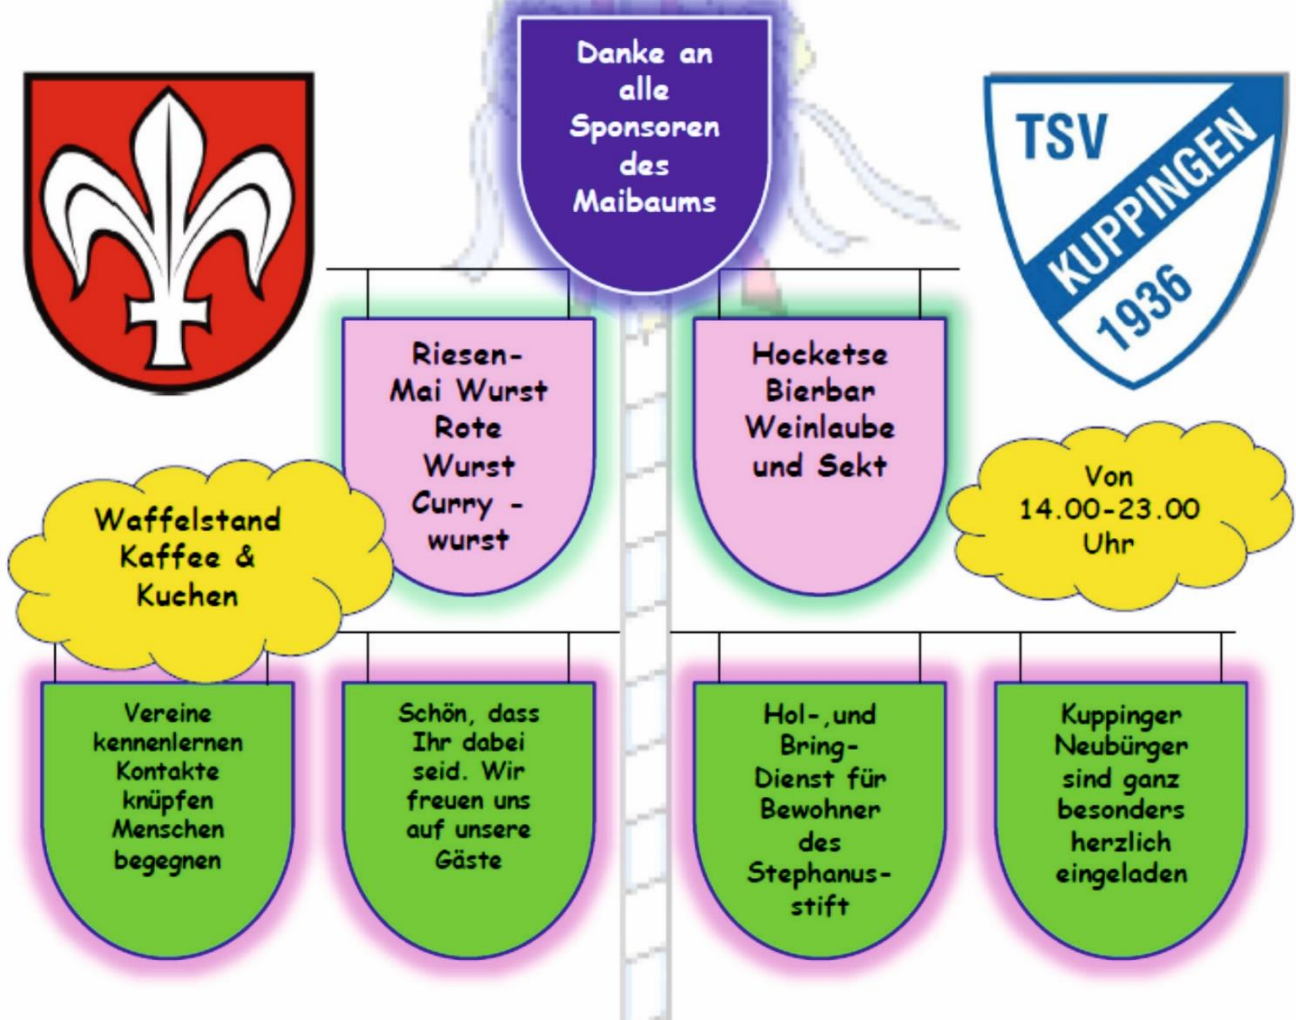 Danke an
alle
Sponsoren
des
Maibaums
TSV
KUPPINGEN
1936
Riesen-
Mai Wurst
Rote
Wurst
Curry -
wurst
Hocketse
Bierbar
Weinlaube
und Sekt
Waffelstand
Kaffee &
Kuchen
Von
14.00-23.00
Uhr
Vereine
kennenlernen
Kontakte
knüpfen
Menschen
begegnen
Schön, dass
Ihr dabei
seid. Wir
freuen uns
auf unsere
Gäste
Hol-,und
Bring-
Dienst für
Bewohner
des
Stephanus-
stift
Kuppinger
Neubürger
sind ganz
besonders
herzlich
eingeladen